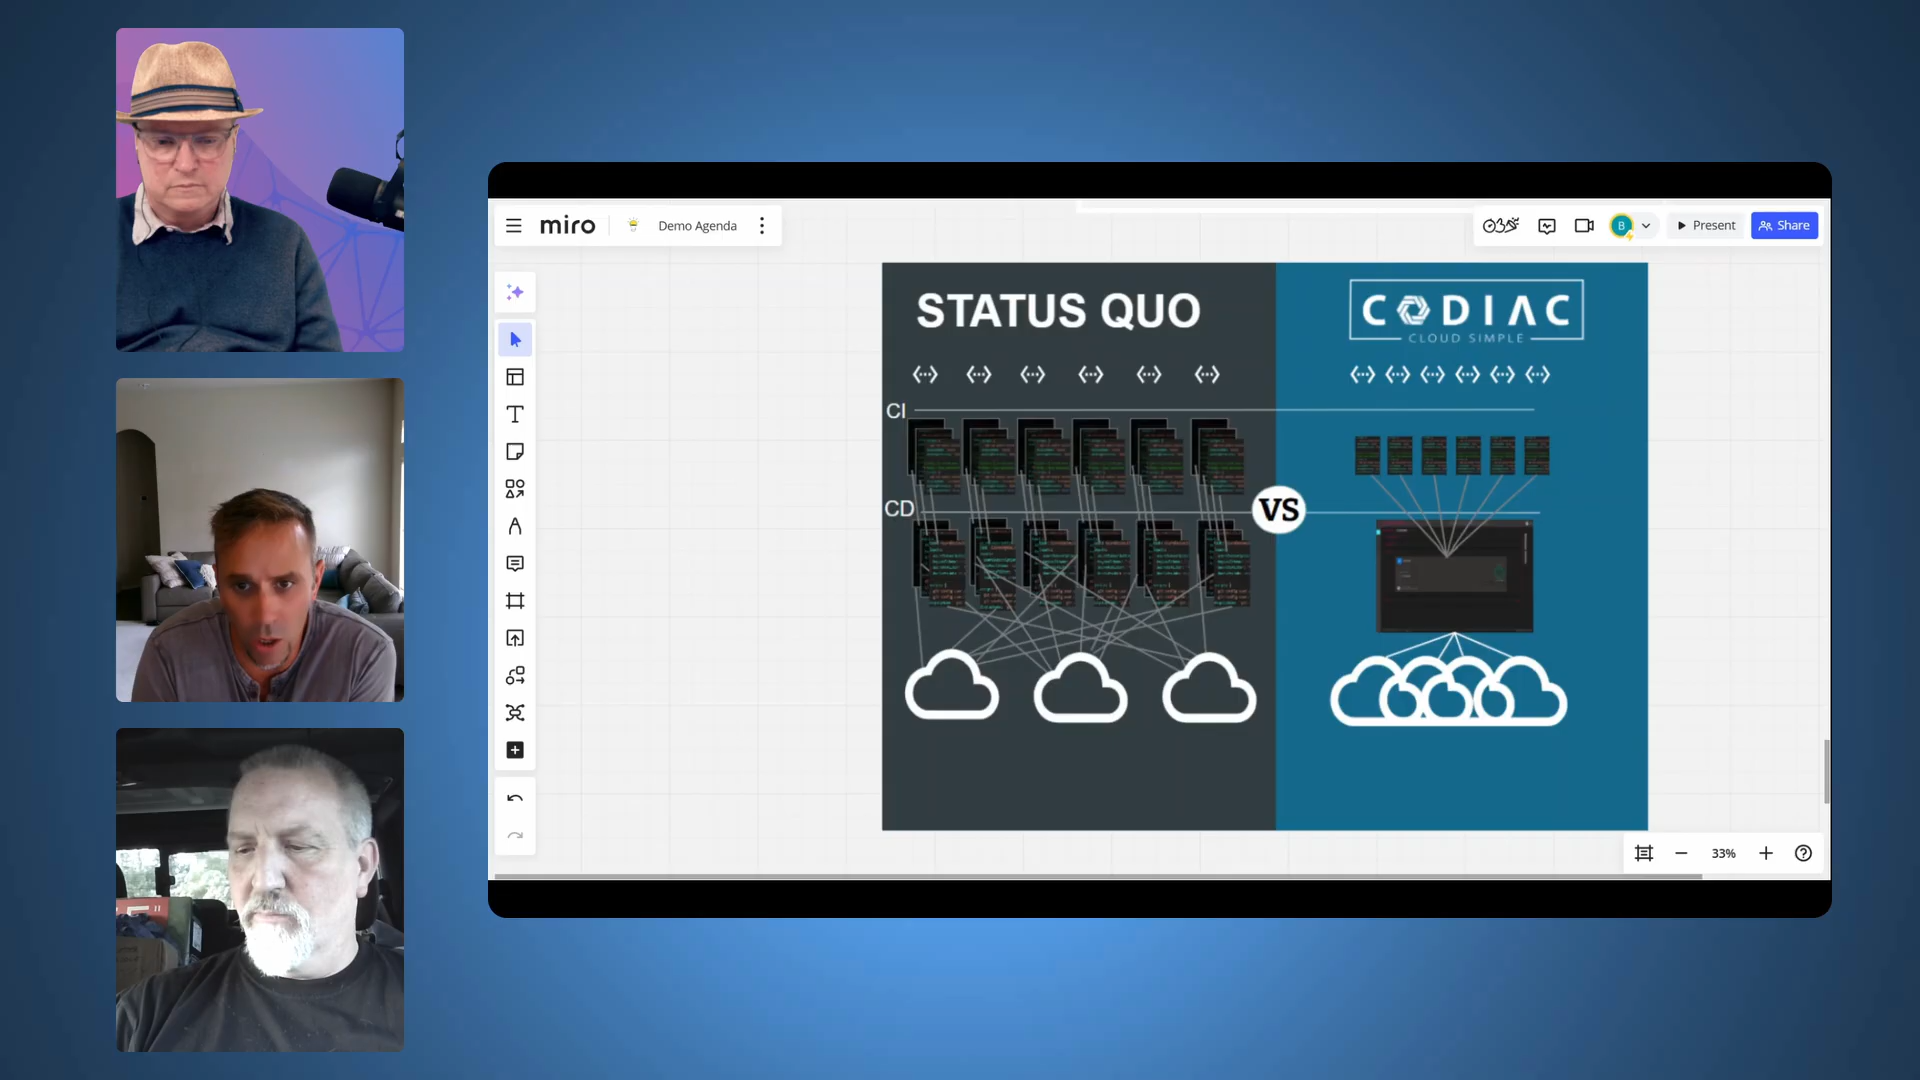 miro
Demo Agenda
B
Present
Share
STATUS QUO
CODIAC
CLOUD SIMPLE
CI
CD
VS
33%